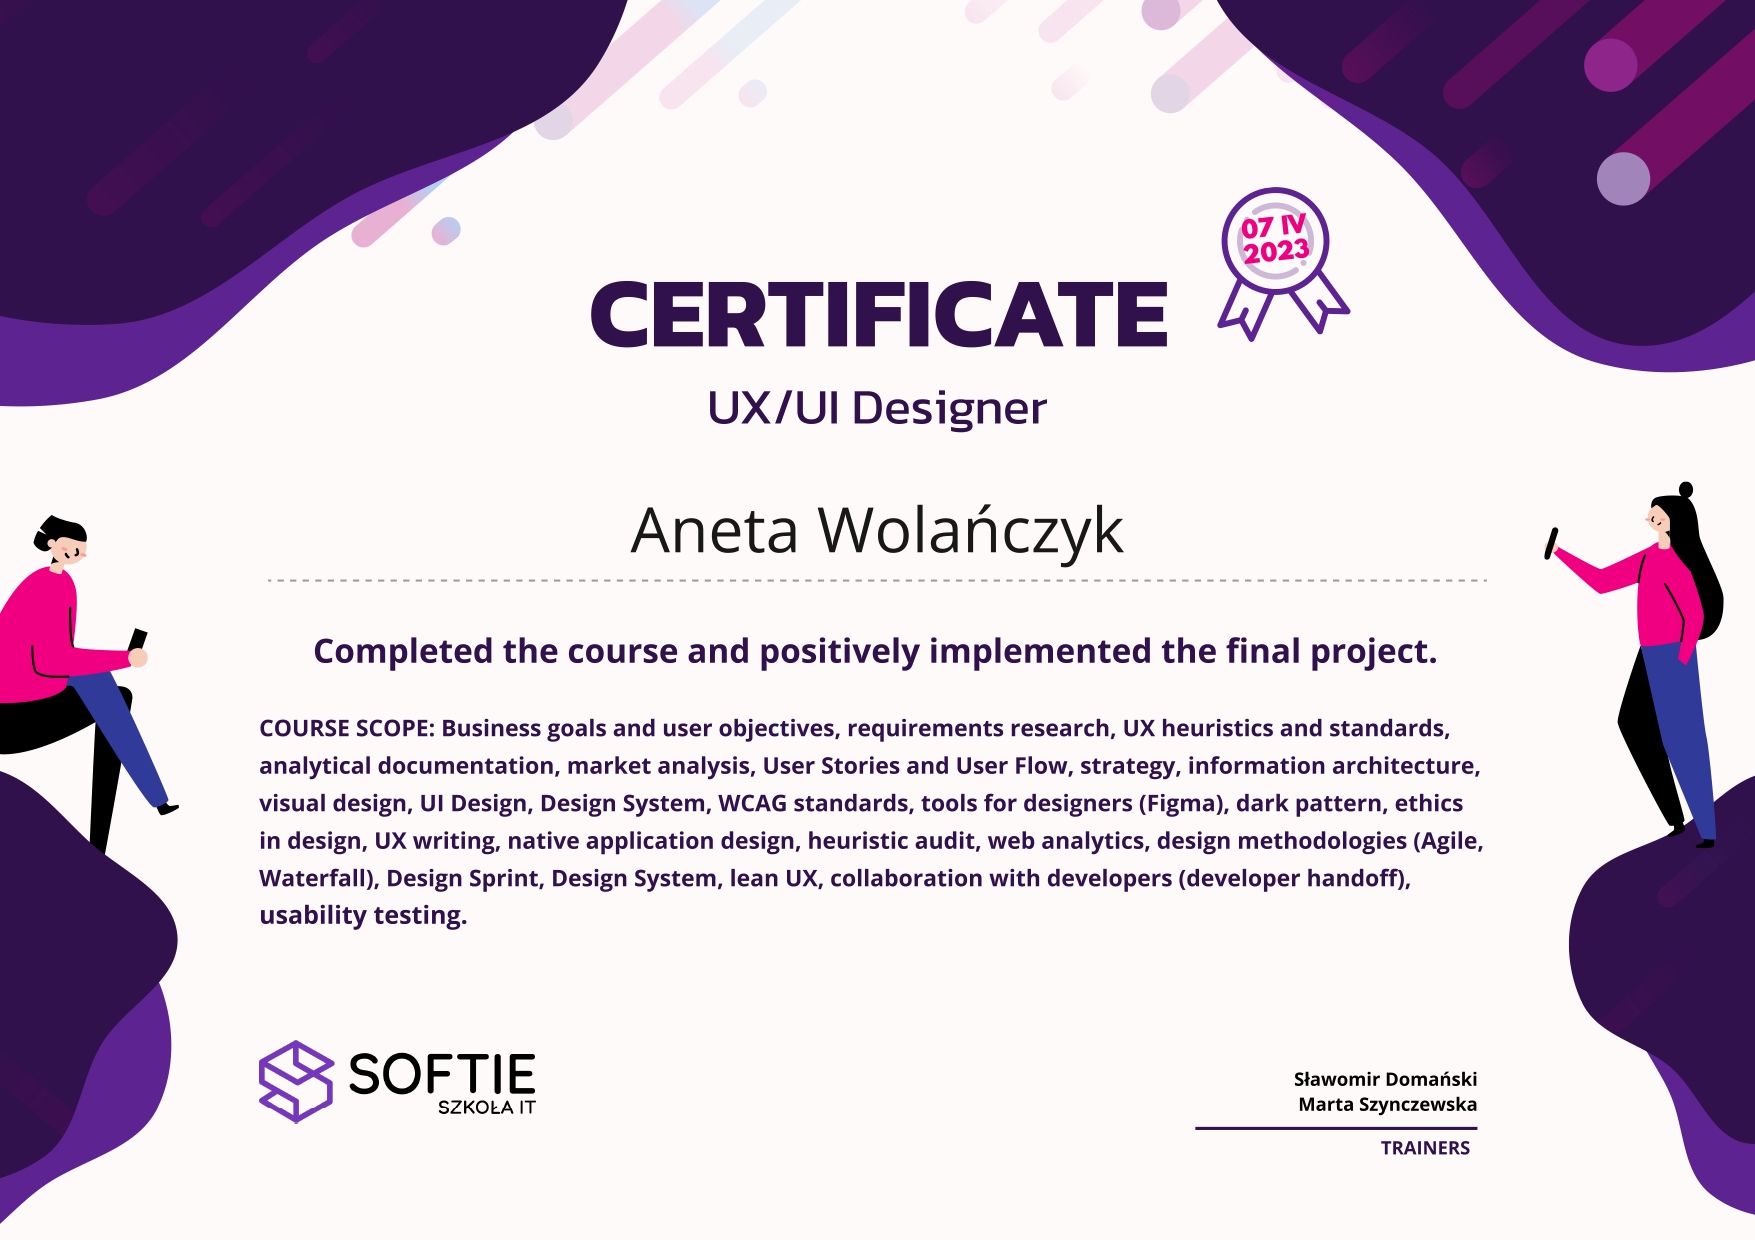 07 IV
2023
CERTIFICATE
UX/UI Designer
Aneta Wolańczyk
Completed the course and positively implemented the final project.
COURSE SCOPE: Business goals and user objectives, requirements research, UX heuristics and standards,
analytical documentation, market analysis, User Stories and User Flow, strategy, information architecture,
visual design, UI Design, Design System, WCAG standards, tools for designers (Figma), dark pattern, ethics
in design, UX writing, native application design, heuristic audit, web analytics, design methodologies (Agile,
Waterfall), Design Sprint, Design System, lean UX, collaboration with developers (developer handoff),
usability testing.
SOFTIE
SZKOŁA IT
Sławomir Domański
Marta Szynczewska
TRAINERS